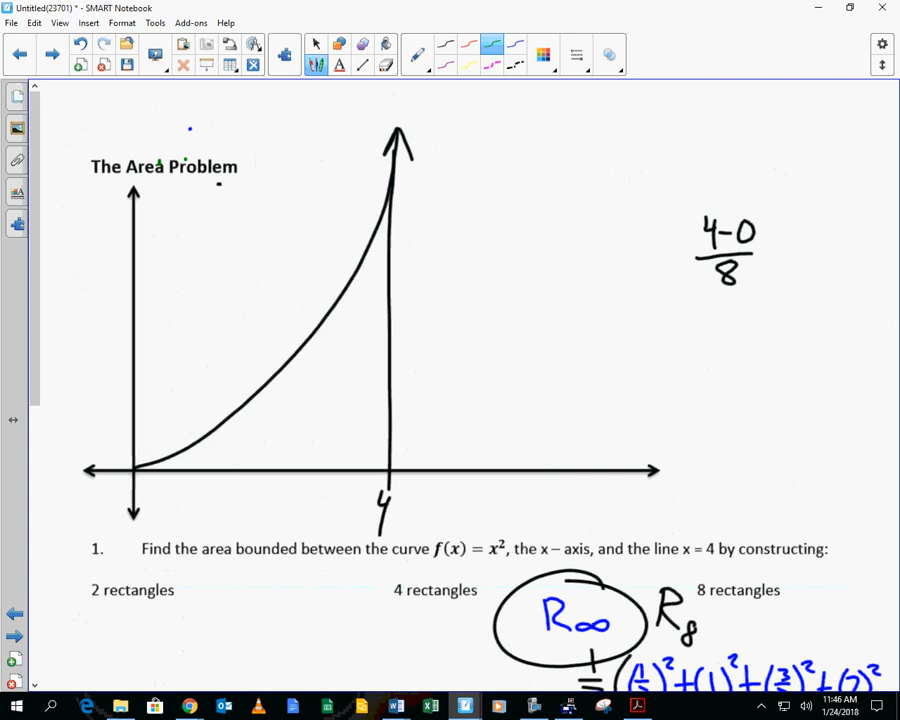 Untitled(23701) * - SMART Notebook
File Edit View Insert Format Tools Add-ons Help
The Area Problem
4-0
8
4
1. Find the area bounded between the curve f(x) = x², the x – axis, and the line x = 4 by constructing:
2 rectangles 4 rectangles 8 rectangles
R∞ R8
+(1)²+
11:46 AM
1/24/2018